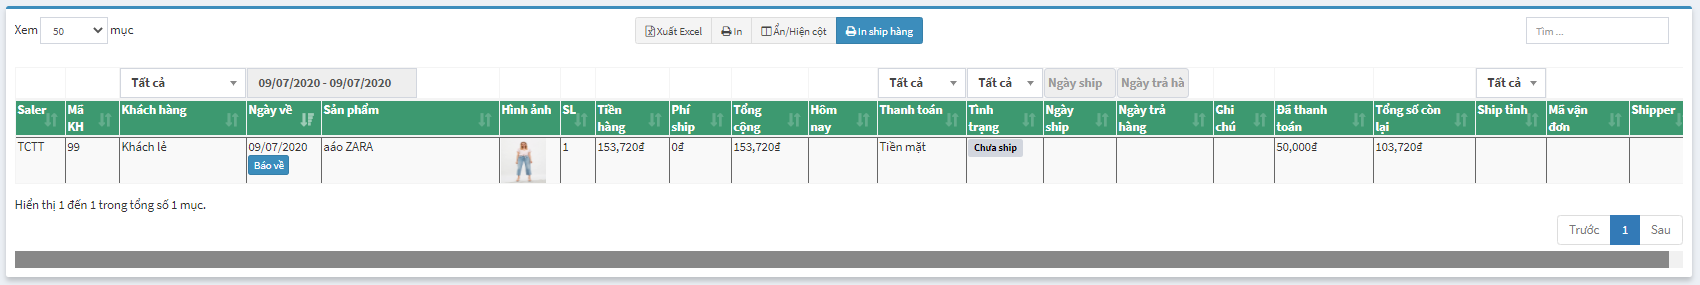 Xem 50 mục
Xuất Excel In Ẩn/Hiện cột In ship hàng
Tìm ...
Tất cả 09/07/2020 - 09/07/2020 Tất cả Tất cả Ngày ship Ngày trả hà Tất cả
Saler Mã KH Khách hàng Ngày về Sản phẩm Hình ảnh SL Tiền hàng Phí ship Tổng cộng Hôm nay Thanh toán Tình trạng Ngày ship Ngày trả hàng Ghi chú Đã thanh toán Tổng số còn lại Ship tỉnh Mã vận đơn Shipper
TCTT 99 Khách lẻ 09/07/2020 aáo ZARA 1 153,720₫ 0₫ 153,720₫ Tiền mặt Chưa ship 50,000₫ 103,720₫
Báo về
Hiển thị 1 đến 1 trong tổng số 1 mục.
Trước 1 Sau